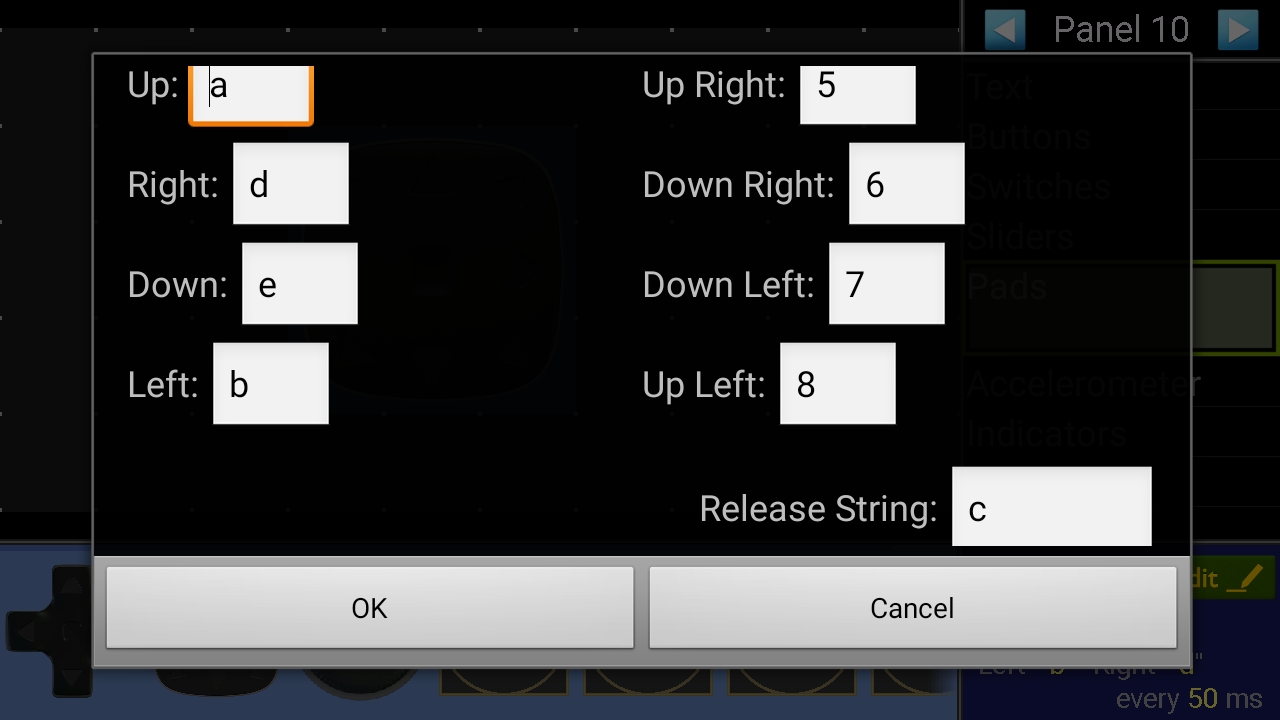 Panel 10
Up: a
Up Right: 5
Text
Buttons
Right: d
Down Right: 6
Switches
Sliders
Down: e
Down Left: 7
Pads
Left: b
Up Left: 8
Accelerometer
Indicators
Release String: c
OK
Cancel
dit
Left "b" Right "d"
every 50 ms